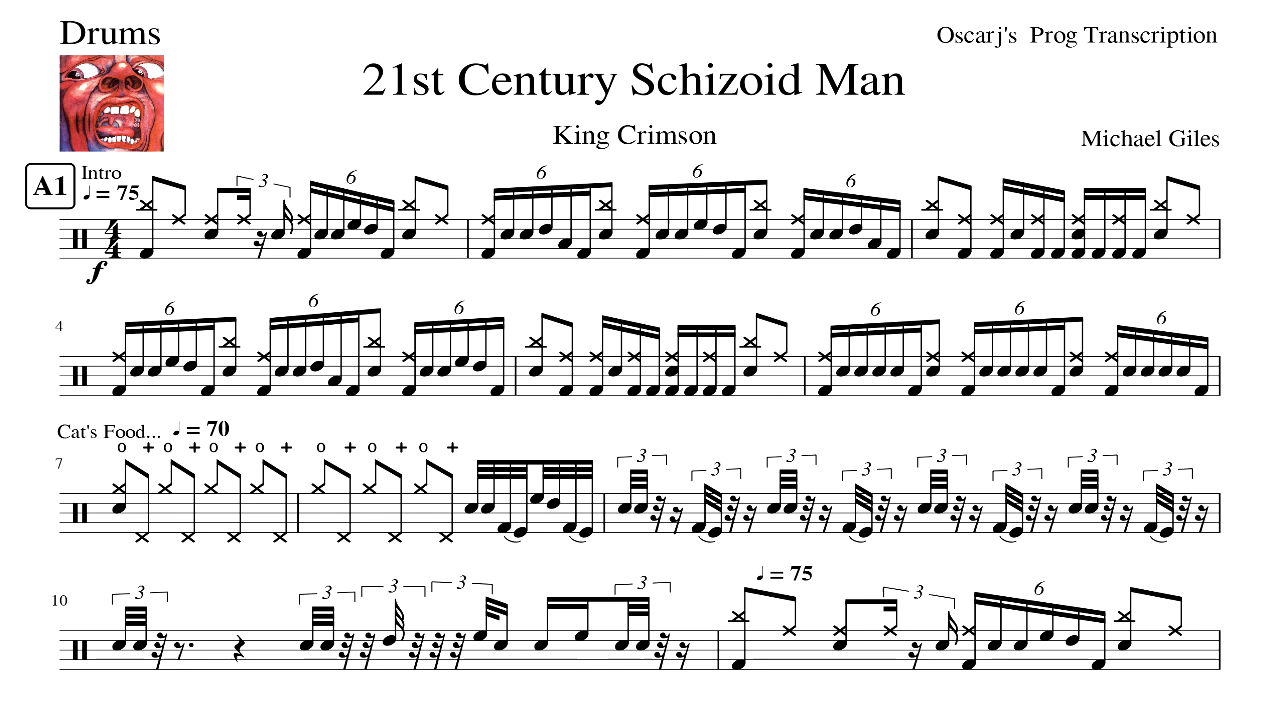 Drums
Oscarj's Prog Transcription
21st Century Schizoid Man
King Crimson
Michael Giles
A1
Intro
♩ = 75
3
6
6
6
6
4
4
f
4
6
6
6
6
6
6
Cat's Food... ♩ = 70
o + o + o + o + o + o + o +
7
3
3
3
3
3
3
3
3
10
3
3
3
3
♩ = 75
3
6